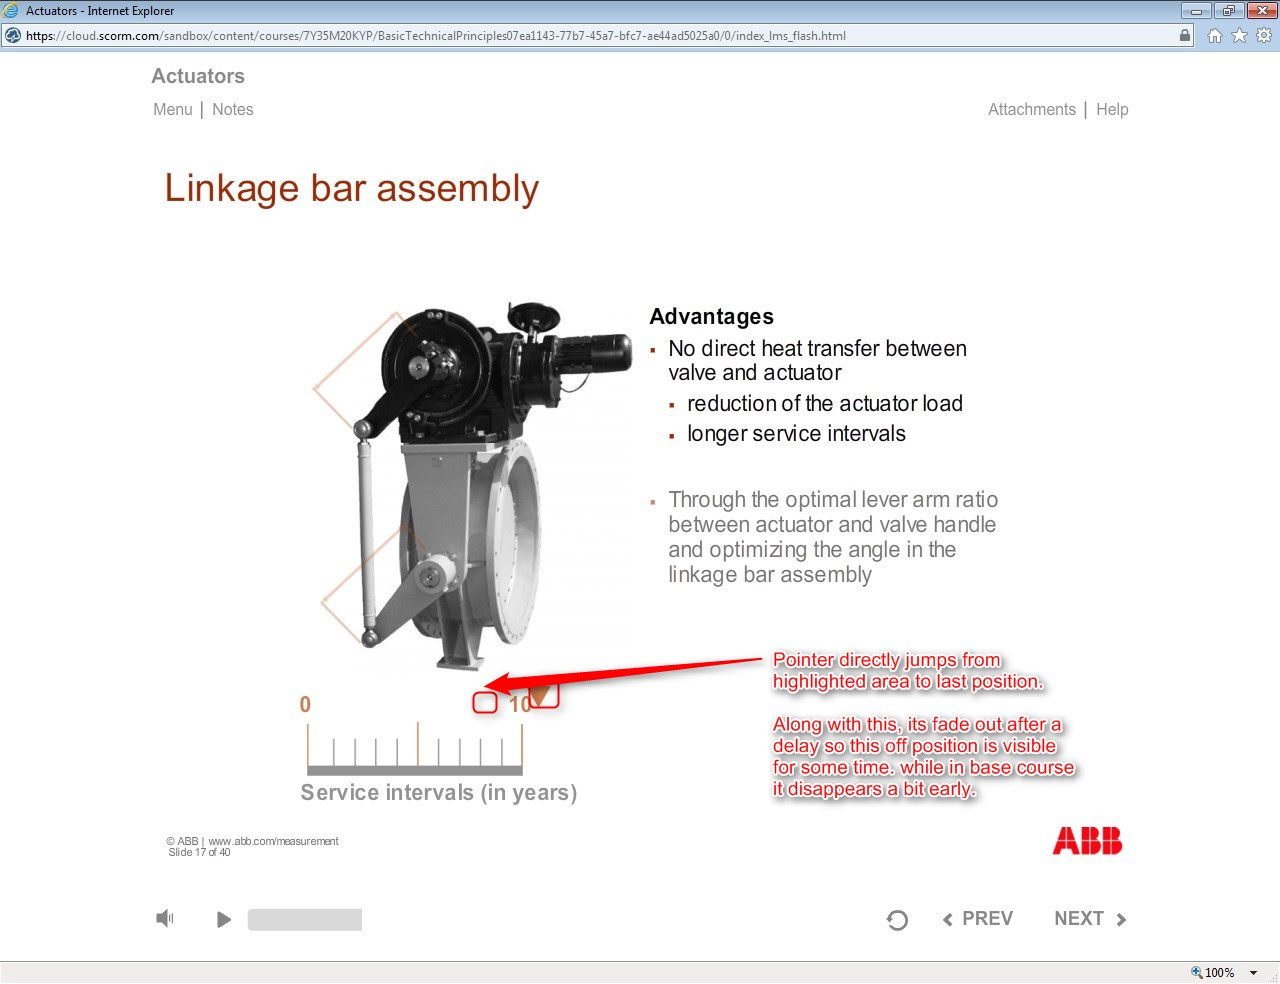 Actuators - Internet Explorer
https://cloud.scorm.com/sandbox/content/courses/7Y35M20KYP/BasicTechnicalPrinciples07ea1143-77b7-45a7-bfc7-ae44ad5025a0/0/index_lms_flash.html
Actuators
Menu | Notes
Attachments | Help
Linkage bar assembly
Advantages
▪ No direct heat transfer between
valve and actuator
▪ reduction of the actuator load
▪ longer service intervals
▪ Through the optimal lever arm ratio
between actuator and valve handle
and optimizing the angle in the
linkage bar assembly
Pointer directly jumps from
highlighted area to last position.
Along with this, its fade out after a
delay so this off position is visible
for some time. while in base course
it disappears a bit early.
0 10
Service intervals (in years)
© ABB | www.abb.com/measurement
Slide 17 of 40
ABB
PREV NEXT
100%